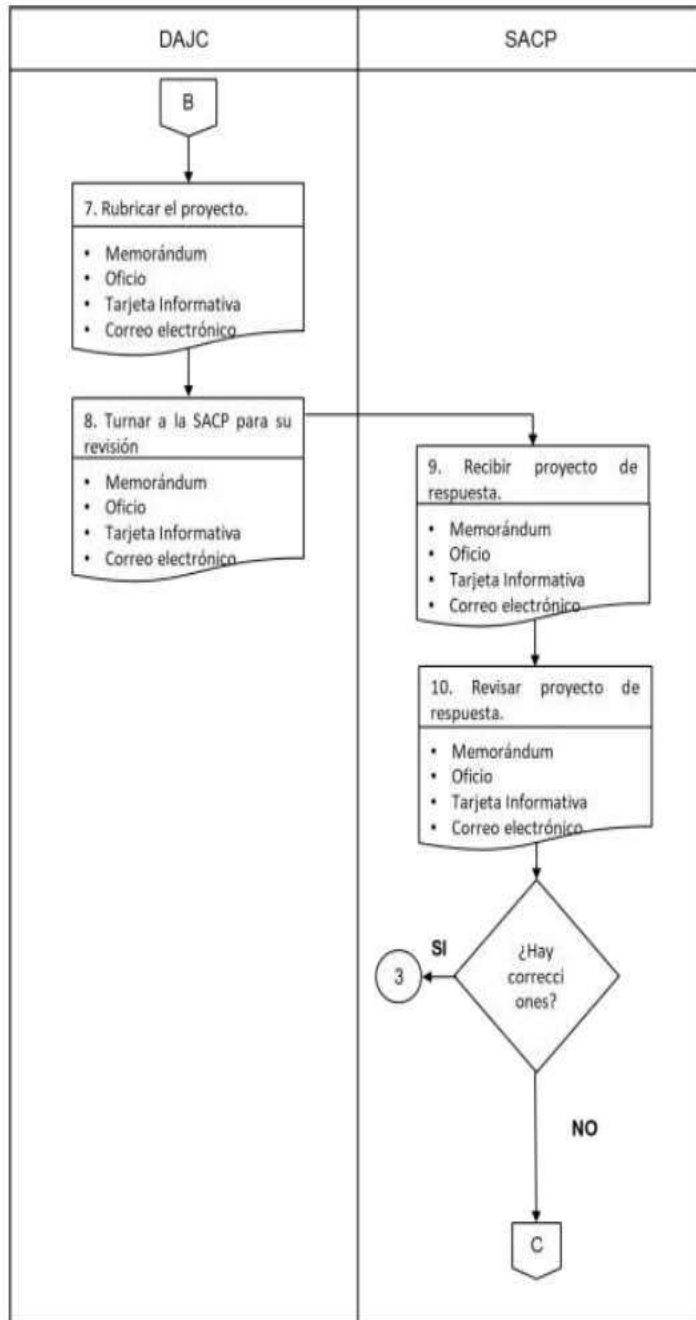 DAJC
SACP
B
7. Rubricar el proyecto.
• Memorándum
• Oficio
• Tarjeta Informativa
• Correo electrónico
8. Turnar a la SACP para su
revisión
• Memorándum
• Oficio
• Tarjeta Informativa
• Correo electrónico
9. Recibir proyecto de
respuesta.
• Memorándum
• Oficio
• Tarjeta Informativa
• Correo electrónico
10. Revisar proyecto de
respuesta.
• Memorándum
• Oficio
• Tarjeta Informativa
• Correo electrónico
¿Hay
correcci
ones?
SI
3
NO
C